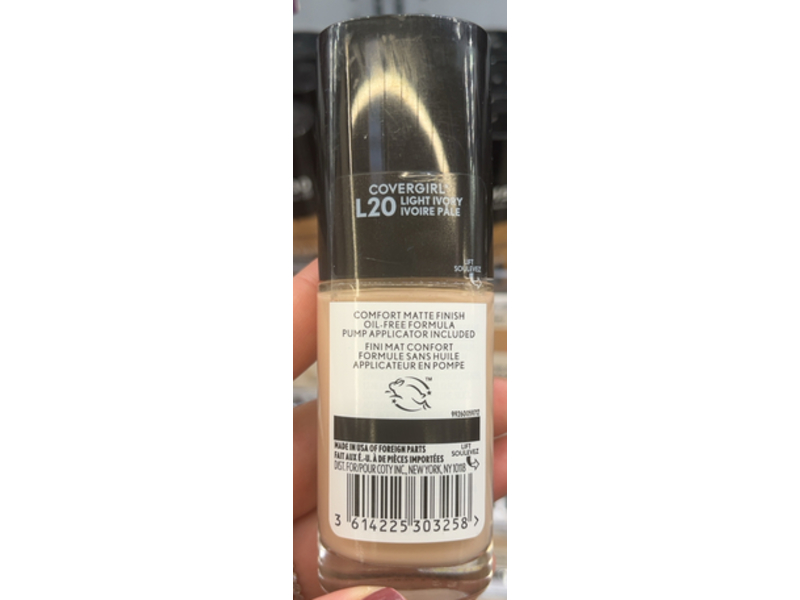 COVERGIRL
L20 LIGHT IVORY
IVOIRE PÂLE
LIFT
SOULEVEZ
COMFORT MATTE FINISH
OIL-FREE FORMULA
PUMP APPLICATOR INCLUDED
FINI MAT CONFORT
FORMULE SANS HUILE
APPLICATEUR EN POMPE
TM
MADE IN USA OF FOREIGN PARTS
FAIT AUX É.-U. À DE PIÈCES IMPORTÉES
LIFT
SOULEVEZ
DIST. FOR/POUR COTY INC., NEW YORK, NY 10118
3 614225 303258 >